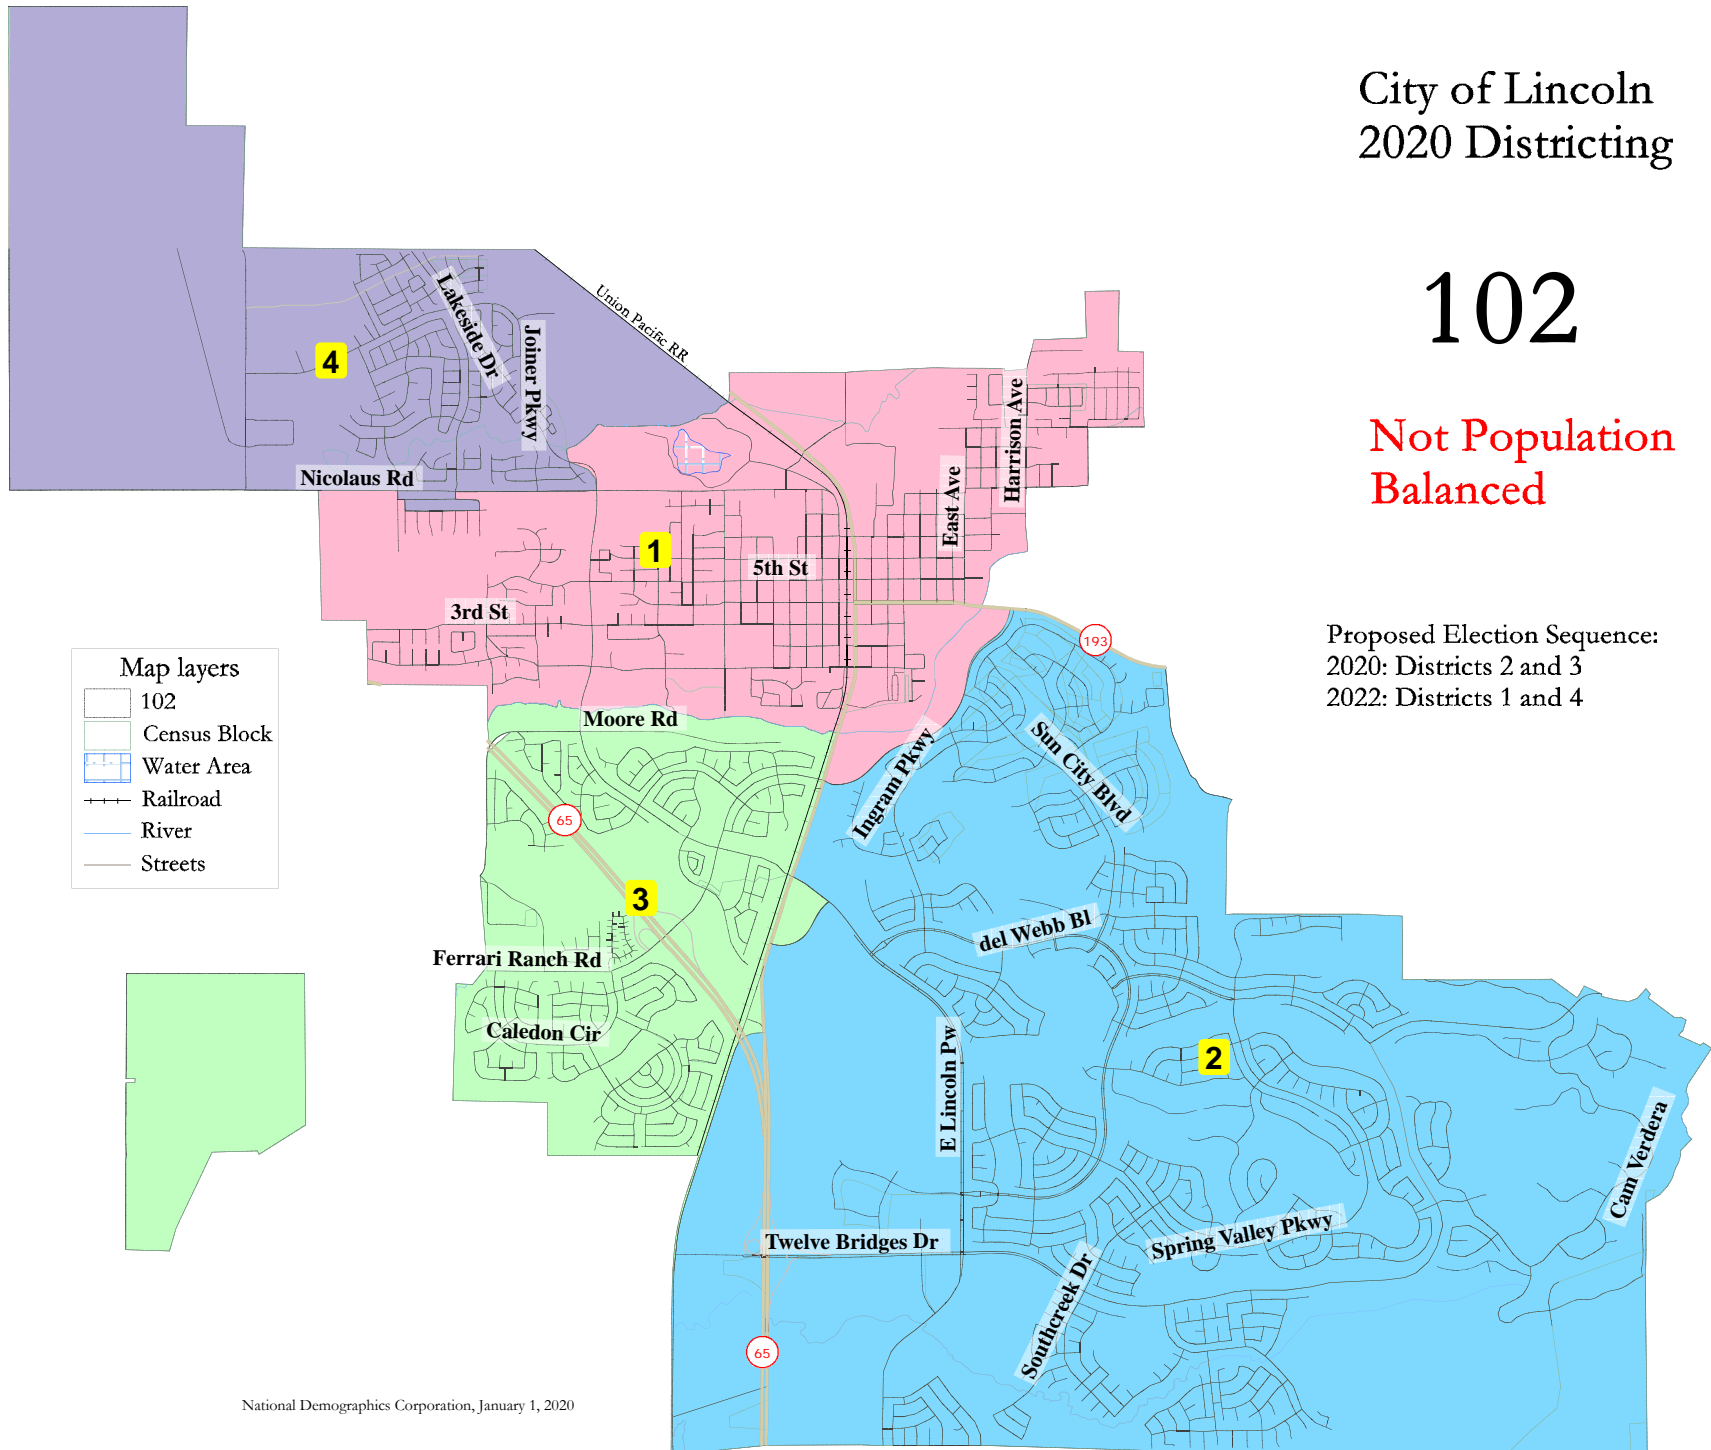 City of Lincoln
2020 Districting
102
Not Population
Balanced
Proposed Election Sequence:
2020: Districts 2 and 3
2022: Districts 1 and 4
Union Pacific RR
Lakeside Dr
Joiner Pkwy
4
Nicolaus Rd
Harrison Ave
East Ave
1
5th St
3rd St
193
Moore Rd
Ingram Pkwy
Sun City Blvd
65
3
del Webb Bl
Ferrari Ranch Rd
Caledon Cir
E Lincoln Pw
2
Cam Verdera
Twelve Bridges Dr
Spring Valley Pkwy
Southcreek Dr
65
Map layers
102
Census Block
Water Area
Railroad
River
Streets
National Demographics Corporation, January 1, 2020